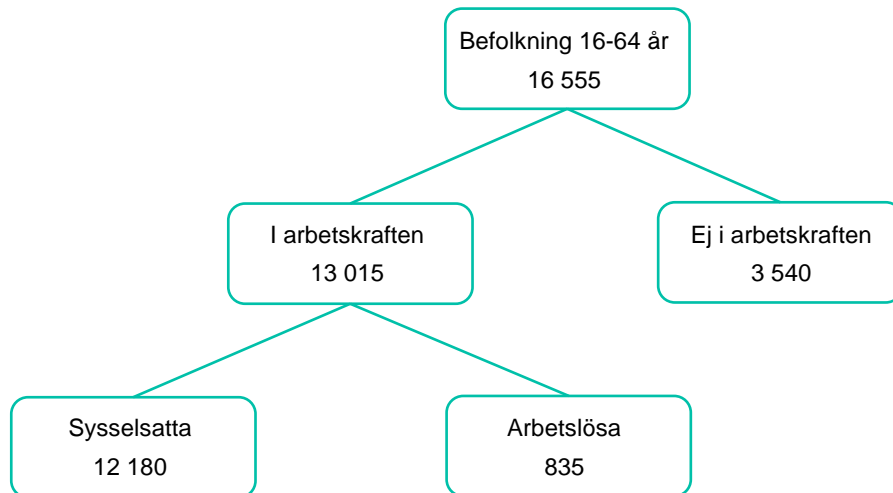 Befolkning 16-64 år
16 555
I arbetskraften
13 015
Ej i arbetskraften
3 540
Sysselsatta
12 180
Arbetslösa
835